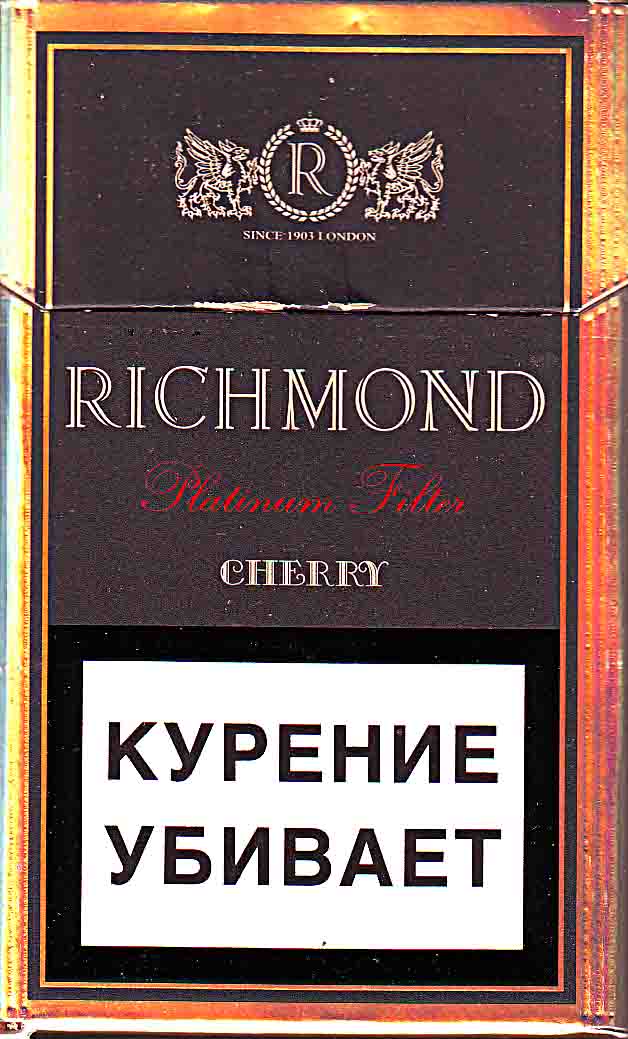 R
SINCE 1903 LONDON
RICHMOND
Platinum Filter
CHERRY
КУРЕНИЕ
УБИВАЕТ